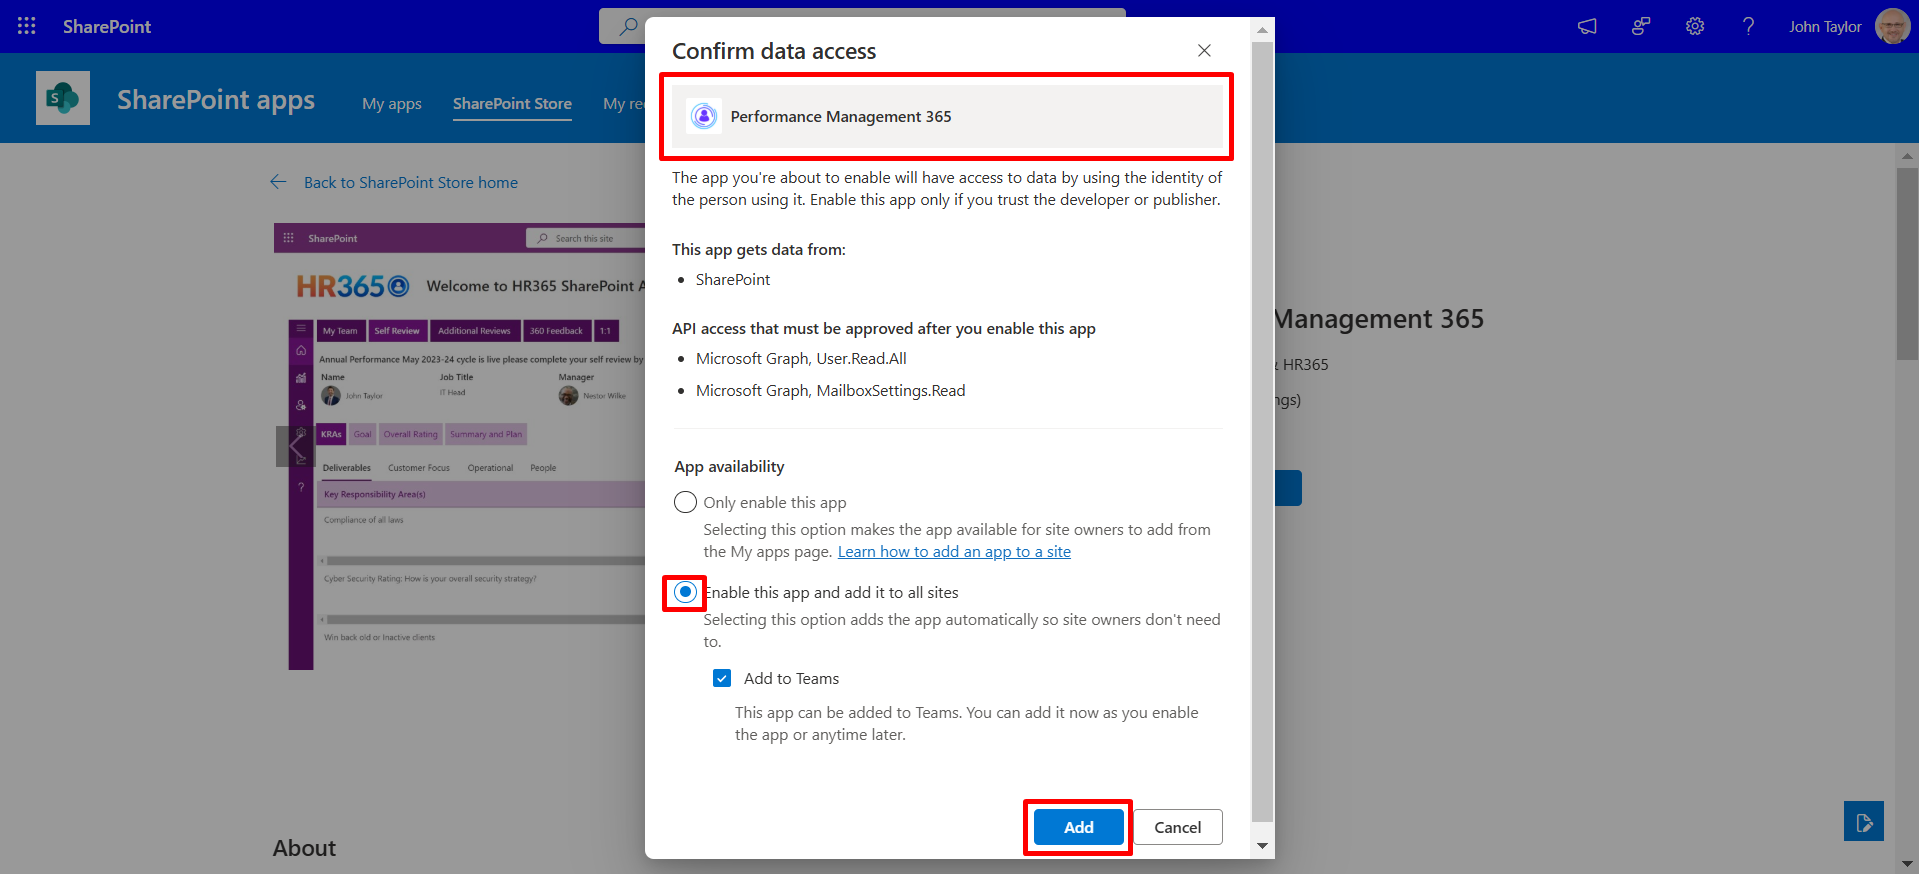 SharePoint
John Taylor
SharePoint apps
My apps
SharePoint Store
My re
Back to SharePoint Store home
SharePoint
Search this site
HR365
Welcome to HR365 SharePoint A
My Team
Self Review
Additional Reviews
360 Feedback
1:1
Annual Performance May 2023-24 cycle is live please complete your self review by
Name
Job Title
Manager
John Taylor
IT Head
Nestor Wilke
KRAs
Goal
Overall Rating
Summary and Plan
Deliverables
Customer Focus
Operational
People
Key Responsibility Area(s)
Compliance of all laws
Cyber Security Rating: How is your overall security strategy?
Win back old or Inactive clients
About
Confirm data access
Performance Management 365
The app you're about to enable will have access to data by using the identity of
the person using it. Enable this app only if you trust the developer or publisher.
This app gets data from:
• SharePoint
API access that must be approved after you enable this app
• Microsoft Graph, User.Read.All
• Microsoft Graph, MailboxSettings.Read
App availability
Only enable this app
Selecting this option makes the app available for site owners to add from
the My apps page. Learn how to add an app to a site
Enable this app and add it to all sites
Selecting this option adds the app automatically so site owners don't need
to.
Add to Teams
This app can be added to Teams. You can add it now as you enable
the app or anytime later.
Add
Cancel
Management 365
& HR365
ngs)